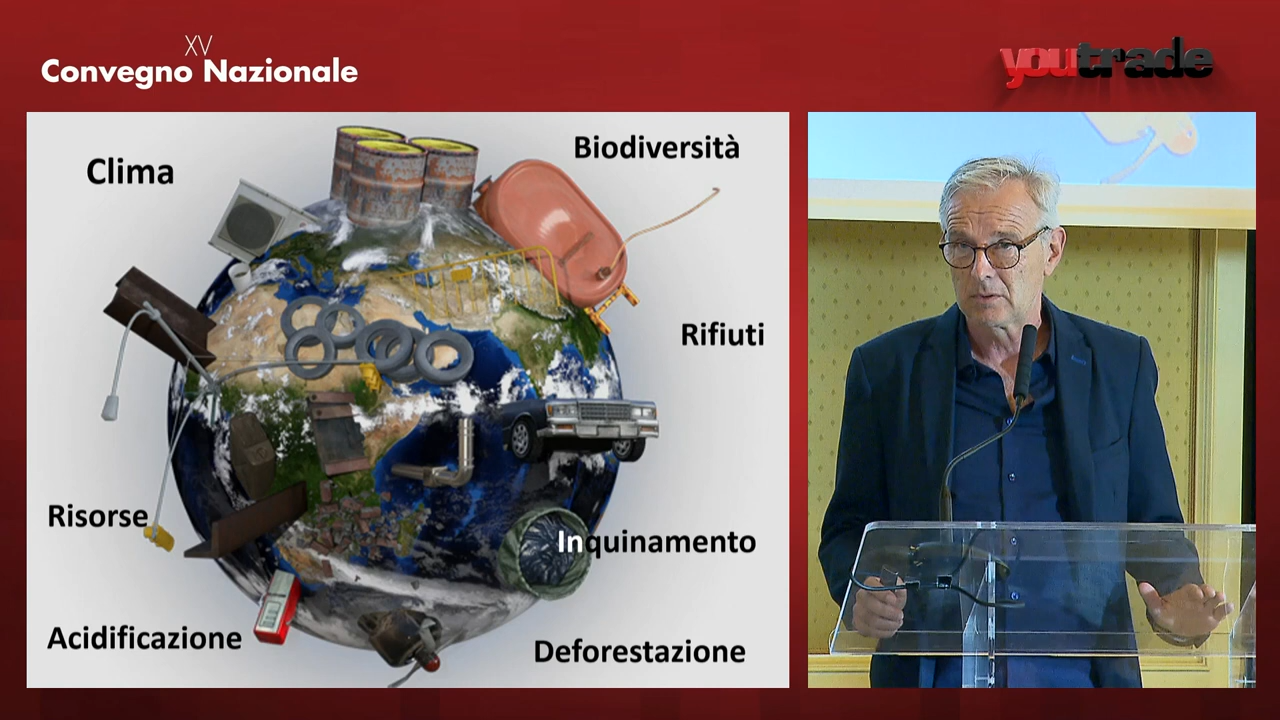 XV
Convegno Nazionale
youtrade
Clima
Biodiversità
Rifiuti
Risorse
Inquinamento
Acidificazione
Deforestazione